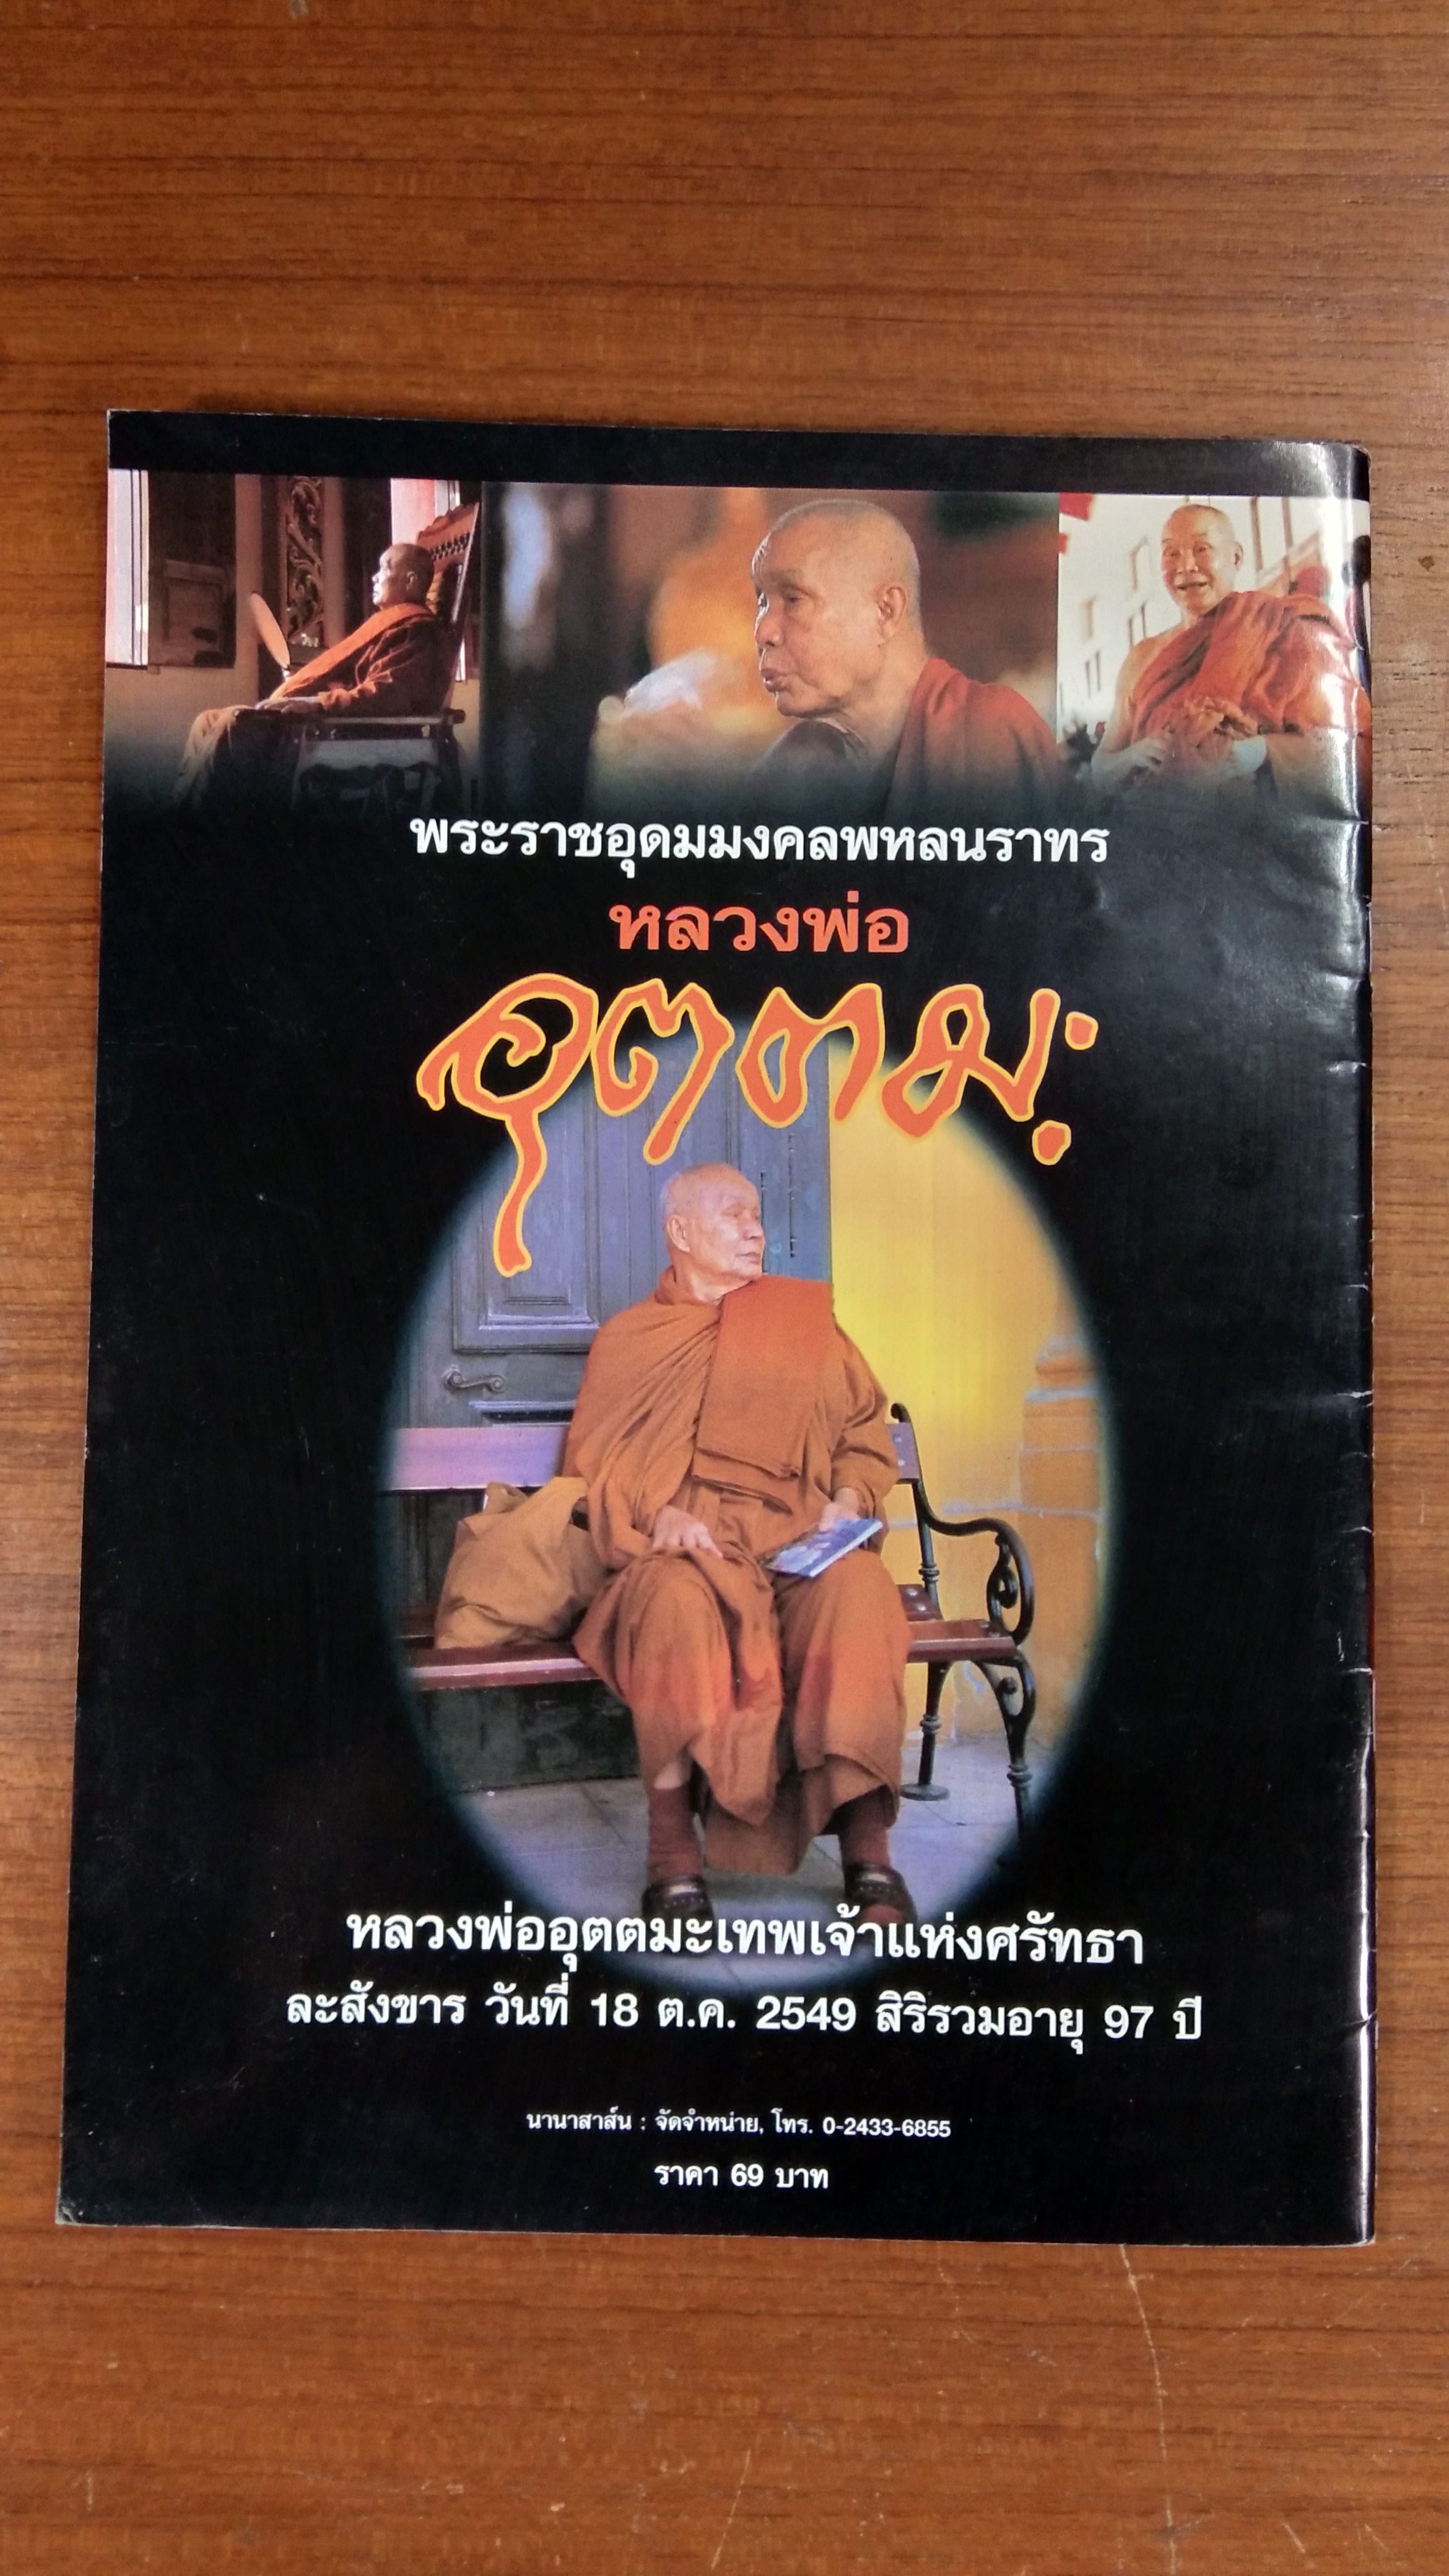 พระราชอุดมมงคลพหลนราทร
หลวงพ่อ
อุตตมะ
หลวงพ่ออุตตมะเทพเจ้าแห่งศรัทธา
ละสังขาร วันที่ 18 ต.ค. 2549 สิริรวมอายุ 97 ปี
นานาสาส์น : จัดจำหน่าย, โทร. 0-2433-6855
ราคา 69 บาท